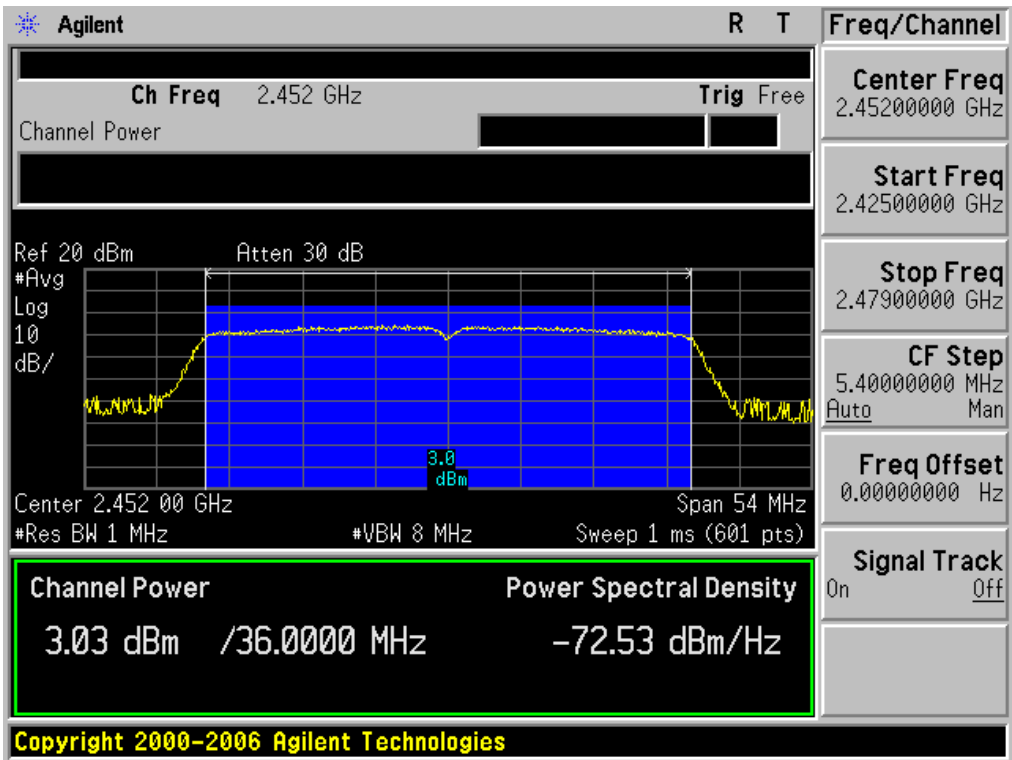 Agilent R T
Ch Freq 2.452 GHz Trig Free
Channel Power
Ref 20 dBm Atten 30 dB
#Avg
Log
10
dB/
3.0
dBm
Center 2.452 00 GHz Span 54 MHz
#Res BW 1 MHz #VBW 8 MHz Sweep 1 ms (601 pts)
Channel Power Power Spectral Density
3.03 dBm /36.0000 MHz -72.53 dBm/Hz
Copyright 2000-2006 Agilent Technologies
Freq/Channel
Center Freq
2.45200000 GHz
Start Freq
2.42500000 GHz
Stop Freq
2.47900000 GHz
CF Step
5.40000000 MHz
Auto Man
Freq Offset
0.00000000 Hz
Signal Track
On Off